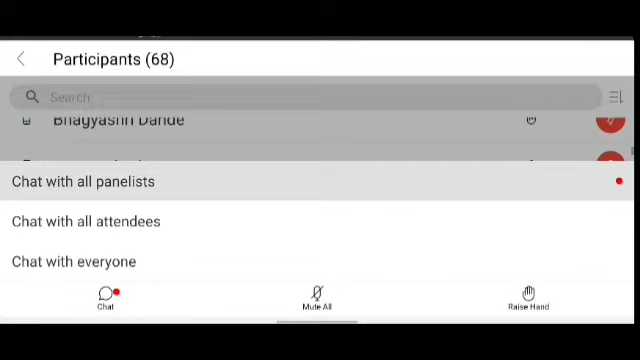 Participants (68)
Search
Bhagyashri Dande
Chat with all panelists
Chat with all attendees
Chat with everyone
Chat
Mute All
Raise Hand